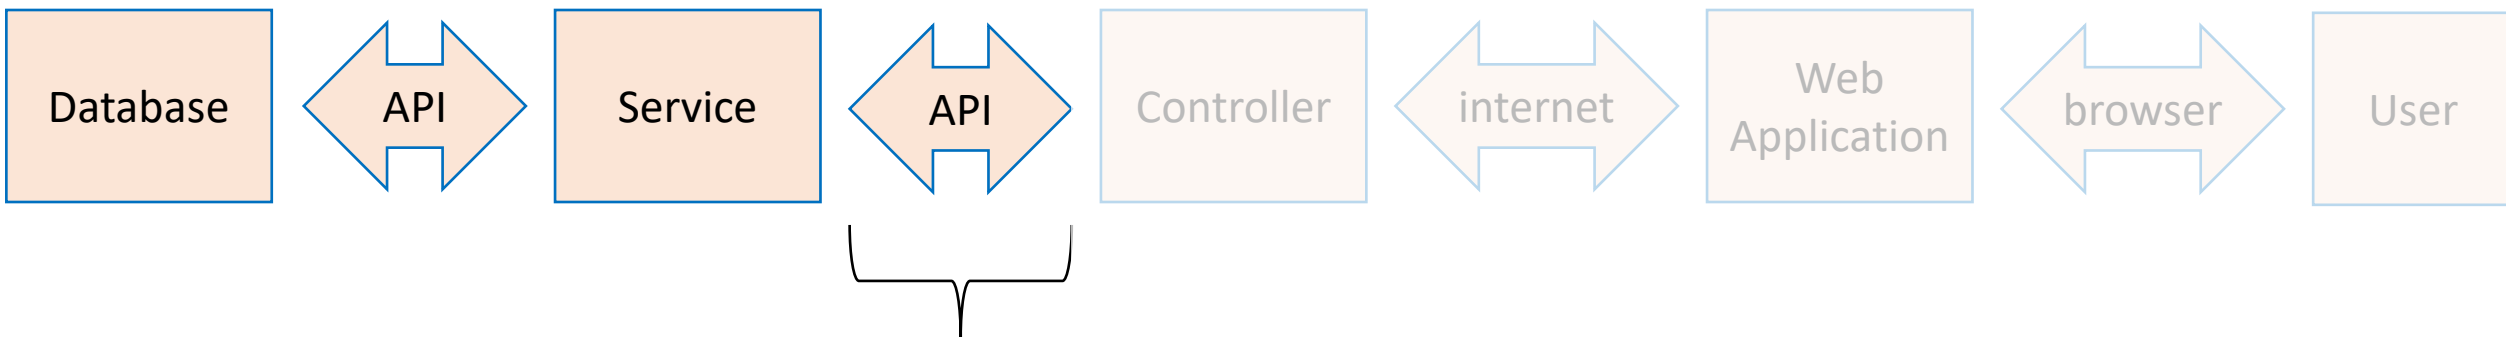 Database
API
Service
API
Controller
internet
Web
Application
browser
User